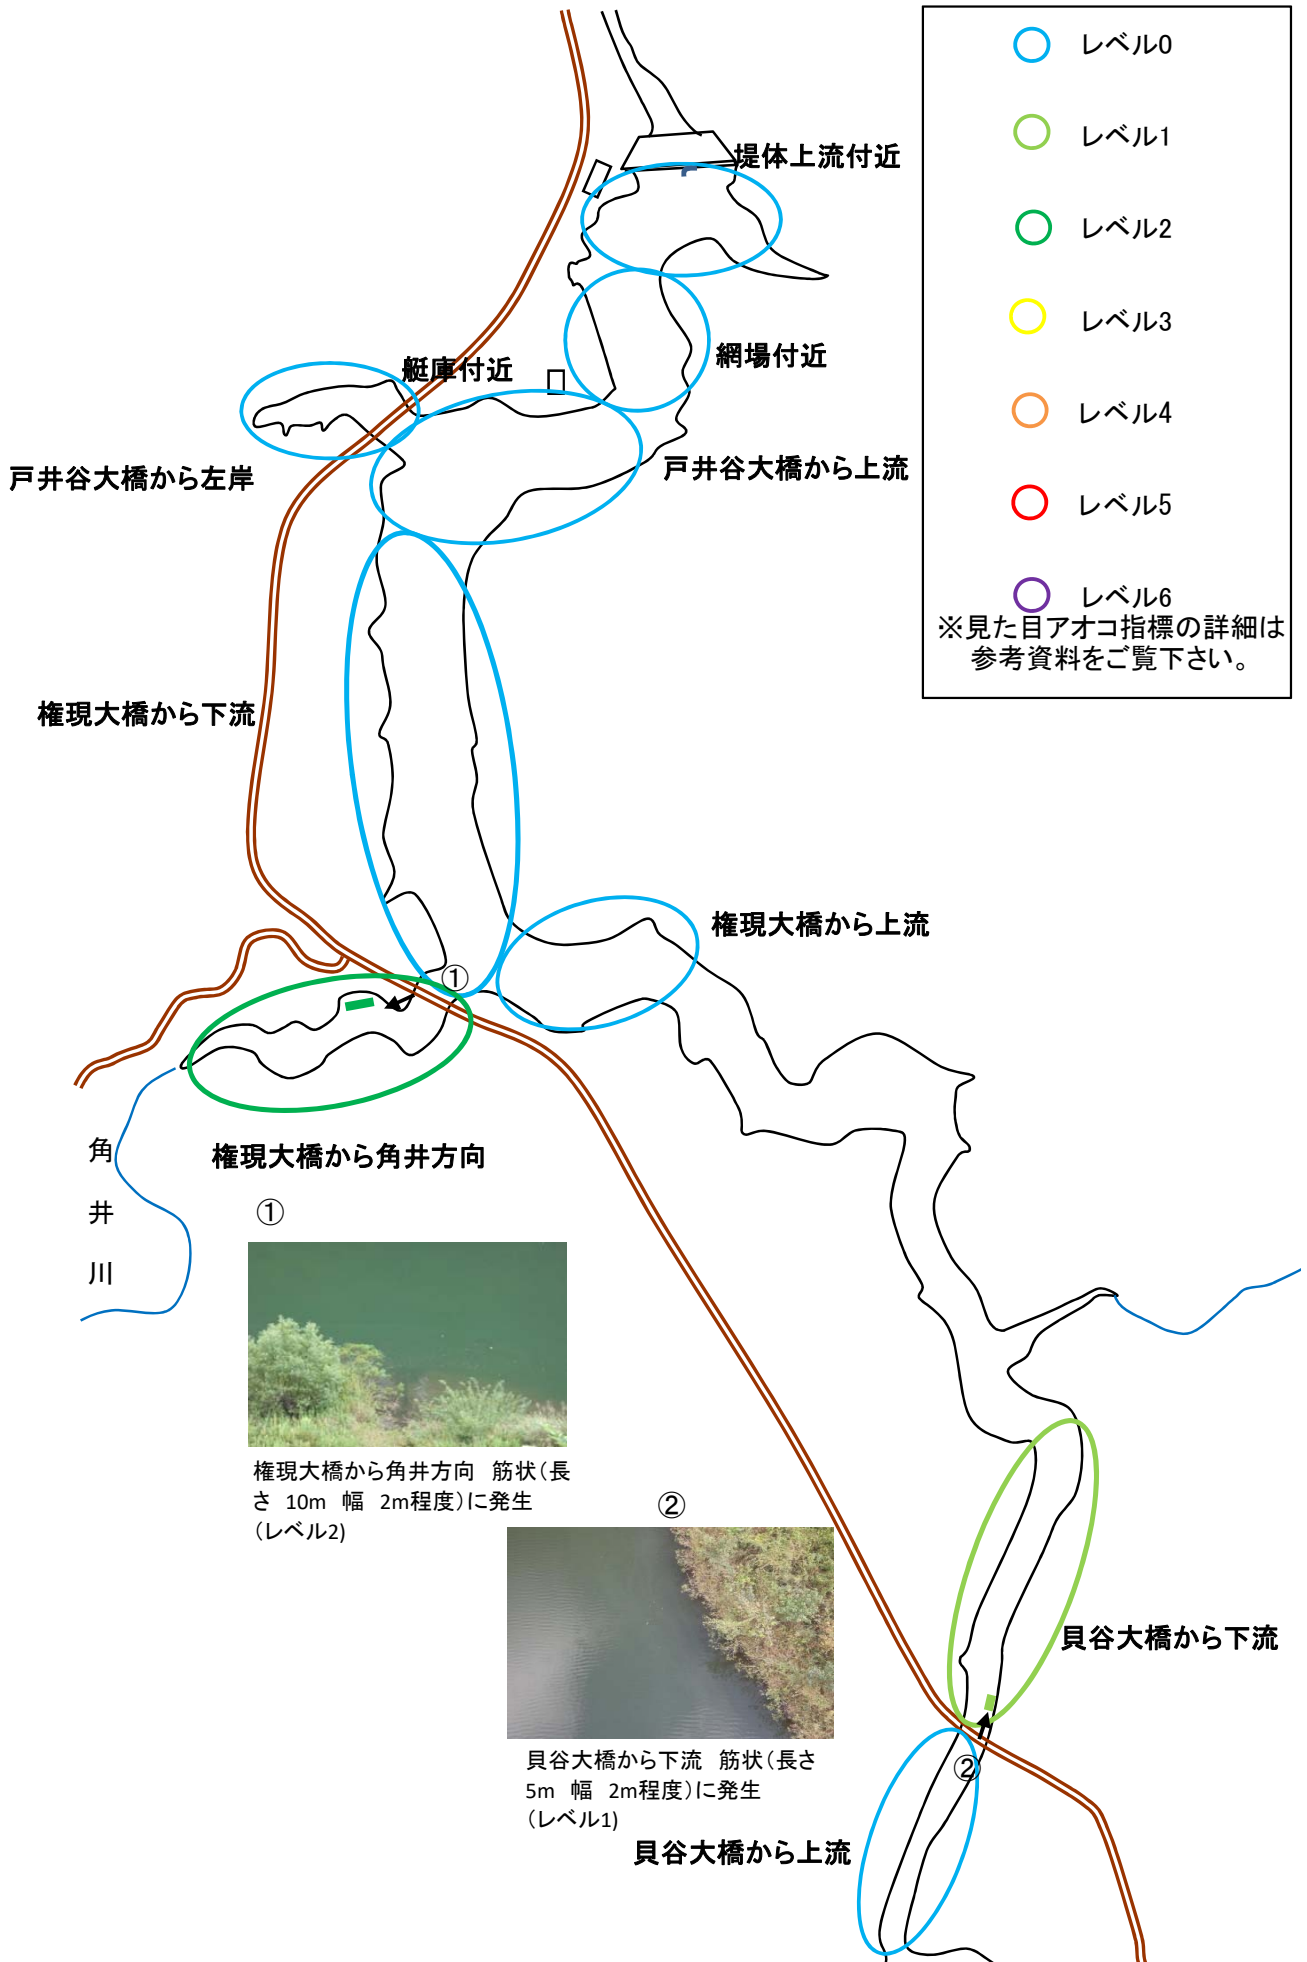 レベル0
レベル1
レベル2
レベル3
レベル4
レベル5
レベル6
※見た目アオコ指標の詳細は
参考資料をご覧下さい。
堤体上流付近
網場付近
艇庫付近
戸井谷大橋から左岸
戸井谷大橋から上流
権現大橋から下流
権現大橋から上流
①
権現大橋から角井方向
角
井
川
①
権現大橋から角井方向　筋状(長
さ　10m　幅　2m程度)に発生
(レベル2)
②
貝谷大橋から下流　筋状(長さ
5m　幅　2m程度)に発生
(レベル1)
貝谷大橋から下流
②
貝谷大橋から上流